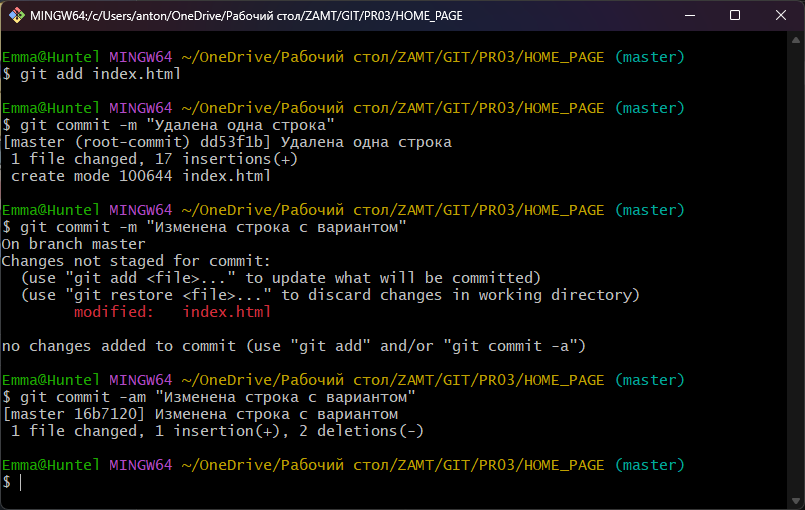 MINGW64:/c/Users/anton/OneDrive/Рабочий стол/ZAMT/GIT/PR03/HOME_PAGE
Emma@Huntel MINGW64 ~/OneDrive/Рабочий стол/ZAMT/GIT/PR03/HOME_PAGE (master)
$ git add index.html
Emma@Huntel MINGW64 ~/OneDrive/Рабочий стол/ZAMT/GIT/PR03/HOME_PAGE (master)
$ git commit -m "Удалена одна строка"
[master (root-commit) dd53f1b] Удалена одна строка
 1 file changed, 17 insertions(+)
 create mode 100644 index.html
Emma@Huntel MINGW64 ~/OneDrive/Рабочий стол/ZAMT/GIT/PR03/HOME_PAGE (master)
$ git commit -m "Изменена строка с вариантом"
On branch master
Changes not staged for commit:
  (use "git add <file>..." to update what will be committed)
  (use "git restore <file>..." to discard changes in working directory)
        modified:   index.html
no changes added to commit (use "git add" and/or "git commit -a")
Emma@Huntel MINGW64 ~/OneDrive/Рабочий стол/ZAMT/GIT/PR03/HOME_PAGE (master)
$ git commit -am "Изменена строка с вариантом"
[master 16b7120] Изменена строка с вариантом
 1 file changed, 1 insertion(+), 2 deletions(-)
Emma@Huntel MINGW64 ~/OneDrive/Рабочий стол/ZAMT/GIT/PR03/HOME_PAGE (master)
$